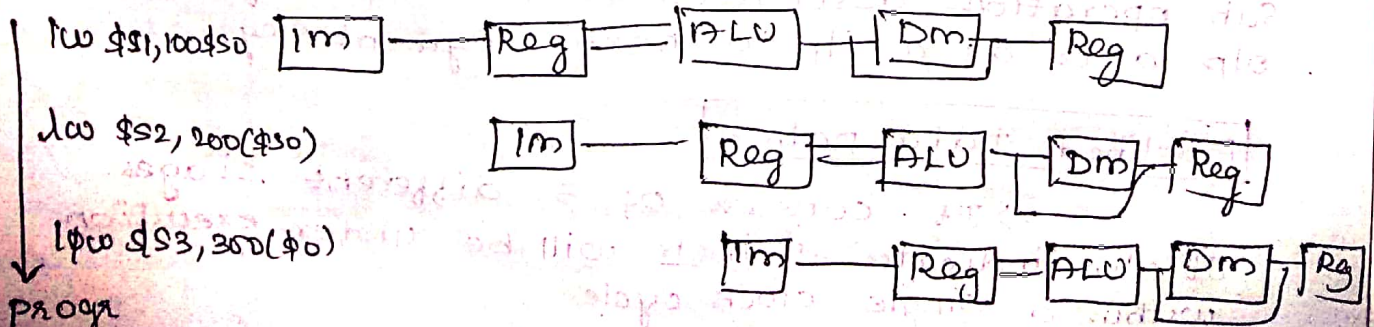 lw $S1,100$S0 Im Reg ALU Dm Reg
lw $S2, 200($S0) Im Reg ALU Dm Reg.
lw $S3, 300($0) Im Reg ALU Dm Rg
progr